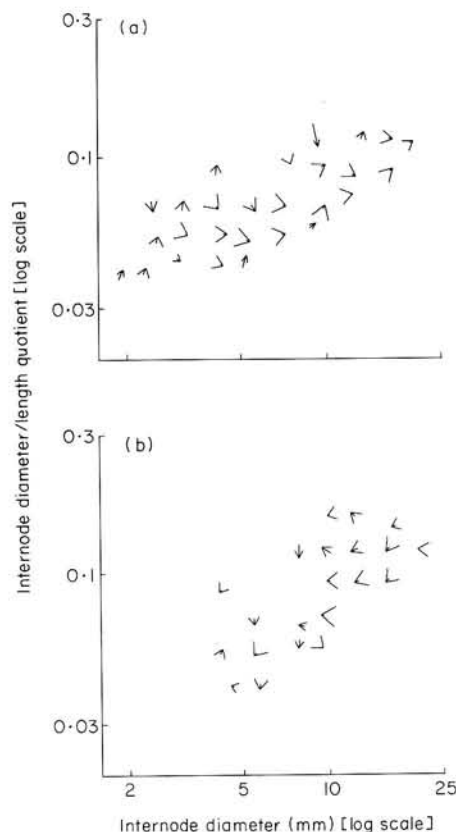 0·3
(a)
0·1
0·03
Internode diameter/length quotient [log scale]
0·3
(b)
0·1
0·03
2 5 10 25
Internode diameter (mm) [log scale]